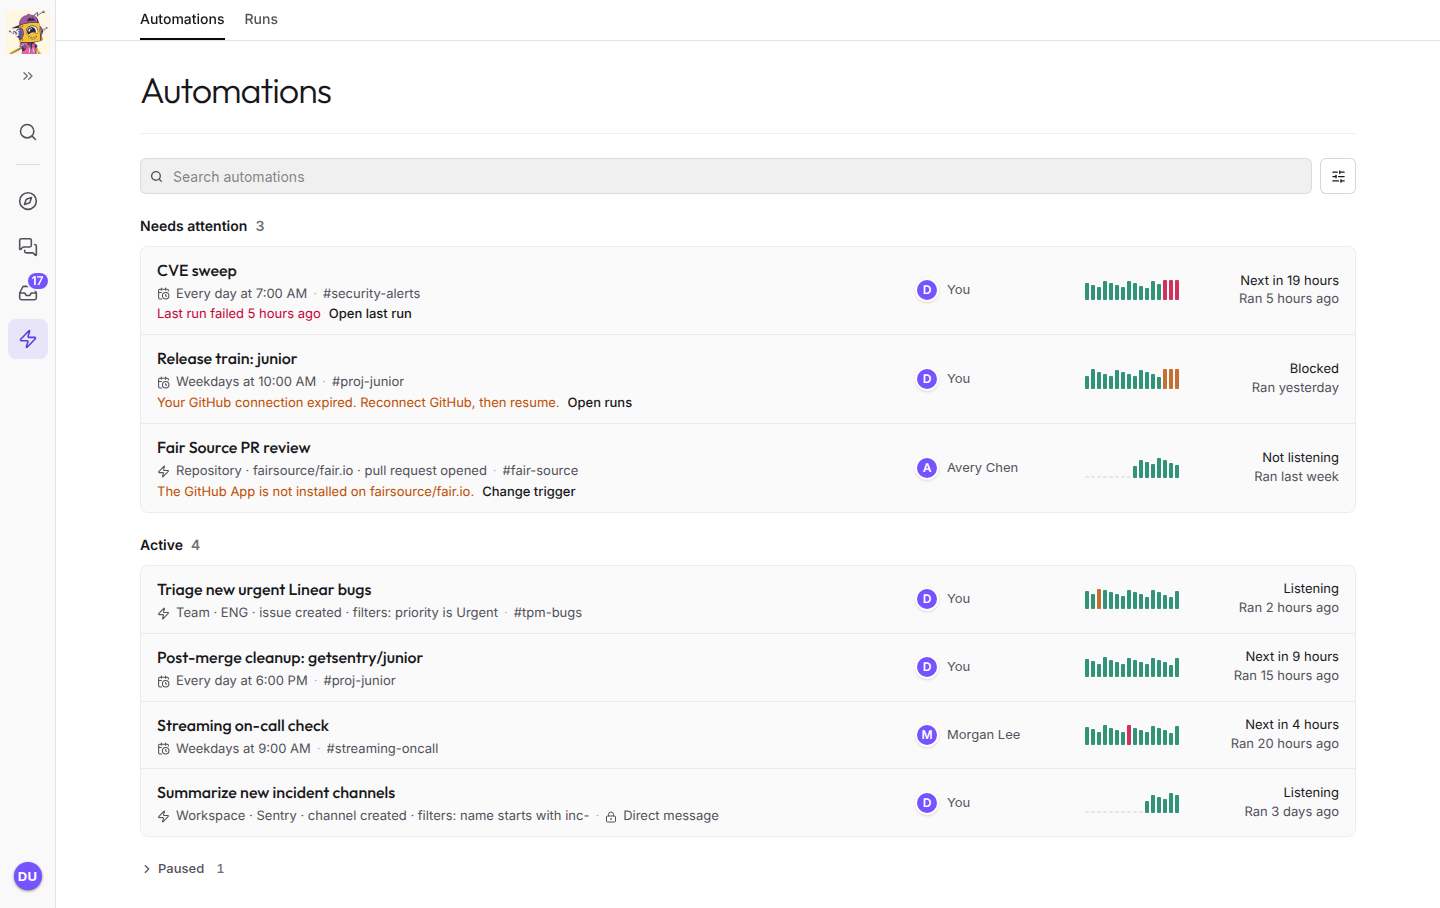 Automations
Runs
Automations
Search automations
17
Needs attention 3
CVE sweep
Every day at 7:00 AM · #security-alerts
Last run failed 5 hours ago Open last run
D You
Next in 19 hours
Ran 5 hours ago
Release train: junior
Weekdays at 10:00 AM · #proj-junior
Your GitHub connection expired. Reconnect GitHub, then resume. Open runs
D You
Blocked
Ran yesterday
Fair Source PR review
Repository · fairsource/fair.io · pull request opened · #fair-source
The GitHub App is not installed on fairsource/fair.io. Change trigger
A Avery Chen
Not listening
Ran last week
Active 4
Triage new urgent Linear bugs
Team · ENG · issue created · filters: priority is Urgent · #tpm-bugs
D You
Listening
Ran 2 hours ago
Post-merge cleanup: getsentry/junior
Every day at 6:00 PM · #proj-junior
D You
Next in 9 hours
Ran 15 hours ago
Streaming on-call check
Weekdays at 9:00 AM · #streaming-oncall
M Morgan Lee
Next in 4 hours
Ran 20 hours ago
Summarize new incident channels
Workspace · Sentry · channel created · filters: name starts with inc- · Direct message
D You
Listening
Ran 3 days ago
Paused 1
DU